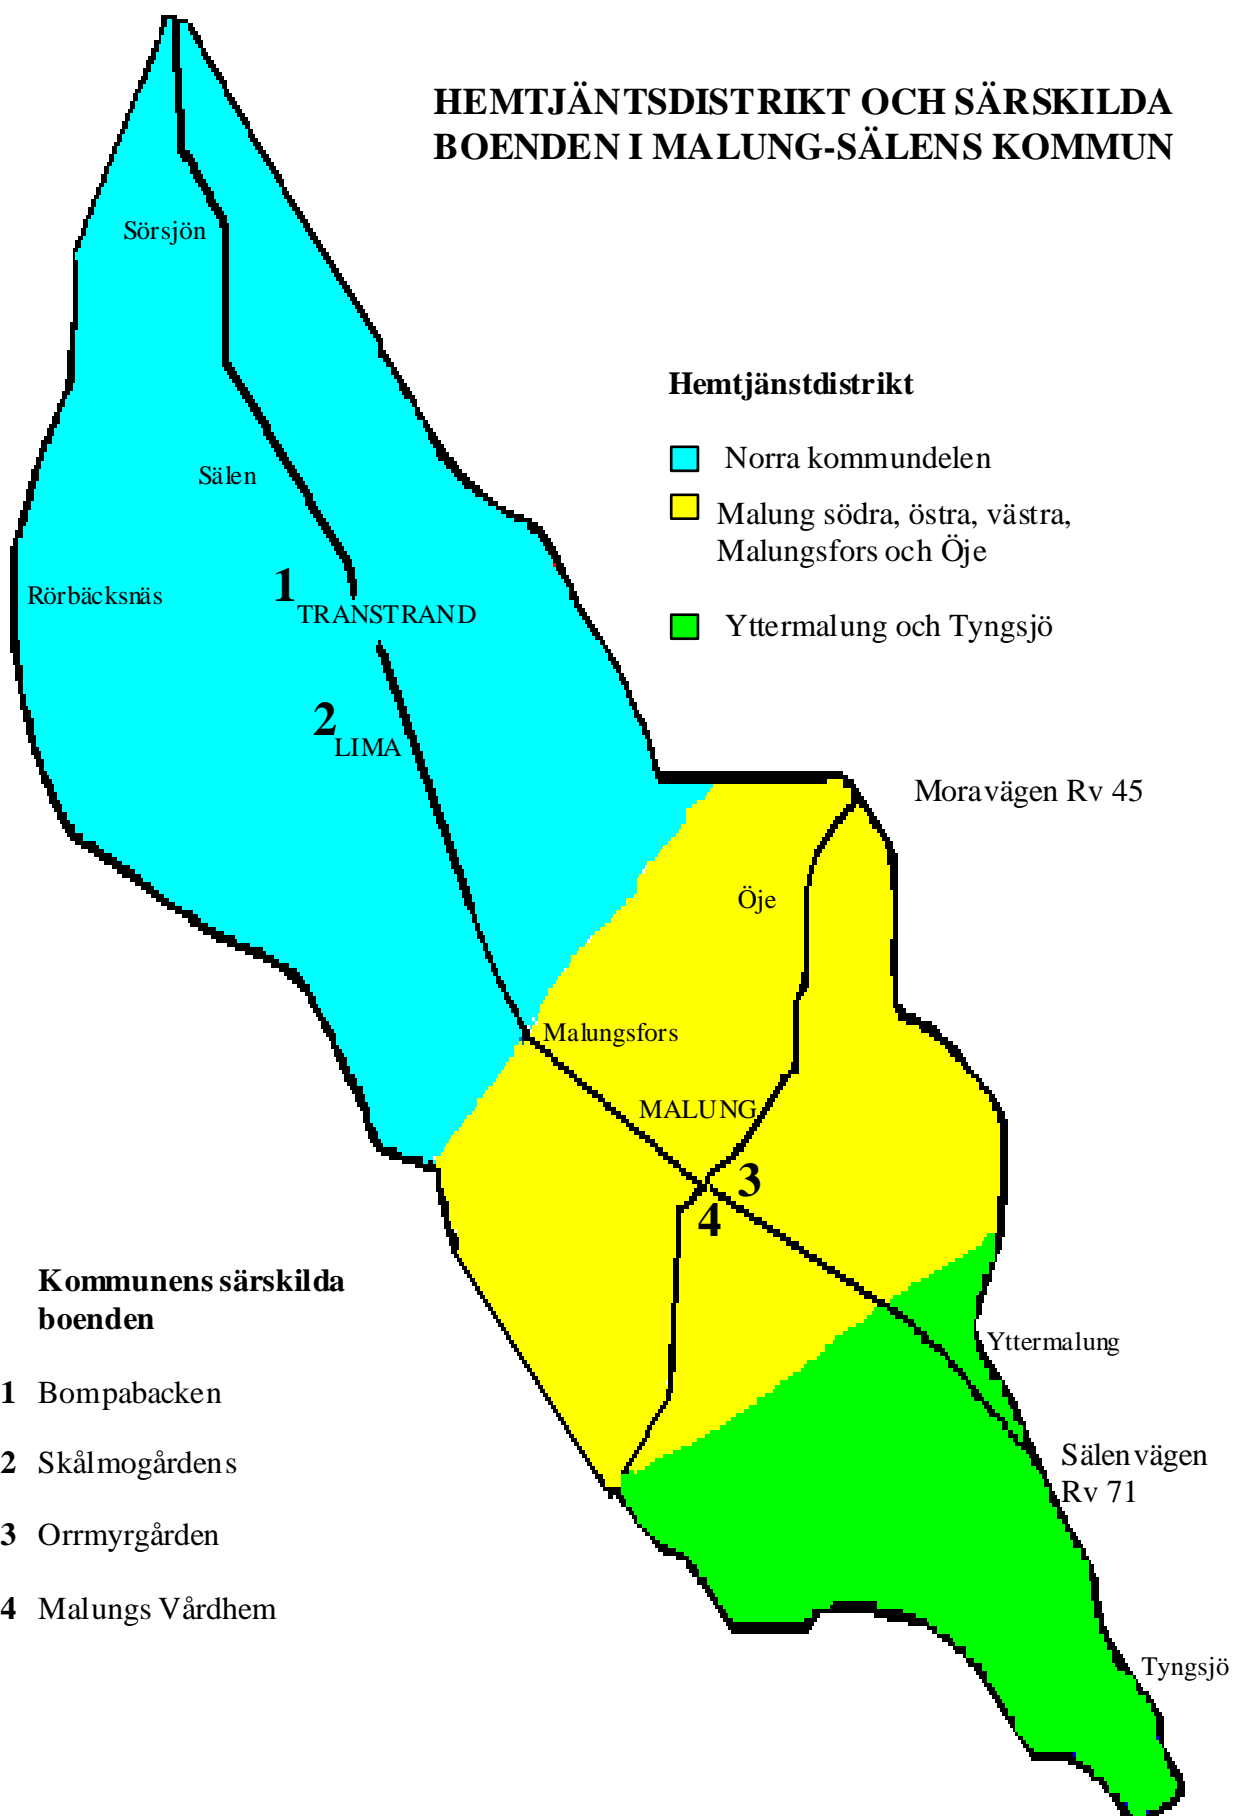 HEMTJÄNTSDISTRIKT OCH SÄRSKILDA
BOENDEN I MALUNG-SÄLENS KOMMUN
Sörsjön
Hemtjänstdistrikt
Norra kommundelen
Sälen
Malung södra, östra, västra,
Malungsfors och Öje
1
Rörbäcksnäs
TRANSTRAND
Yttermalung och Tyngsjö
2
LIMA
Moravägen Rv 45
Öje
Malungsfors
MALUNG
3
4
Kommunens särskilda
boenden
Yttermalung
1 Bompabacken
2 Skålmogårdens
Sälenvägen
Rv 71
3 Orrmyrgården
4 Malungs Vårdhem
Tyngsjö